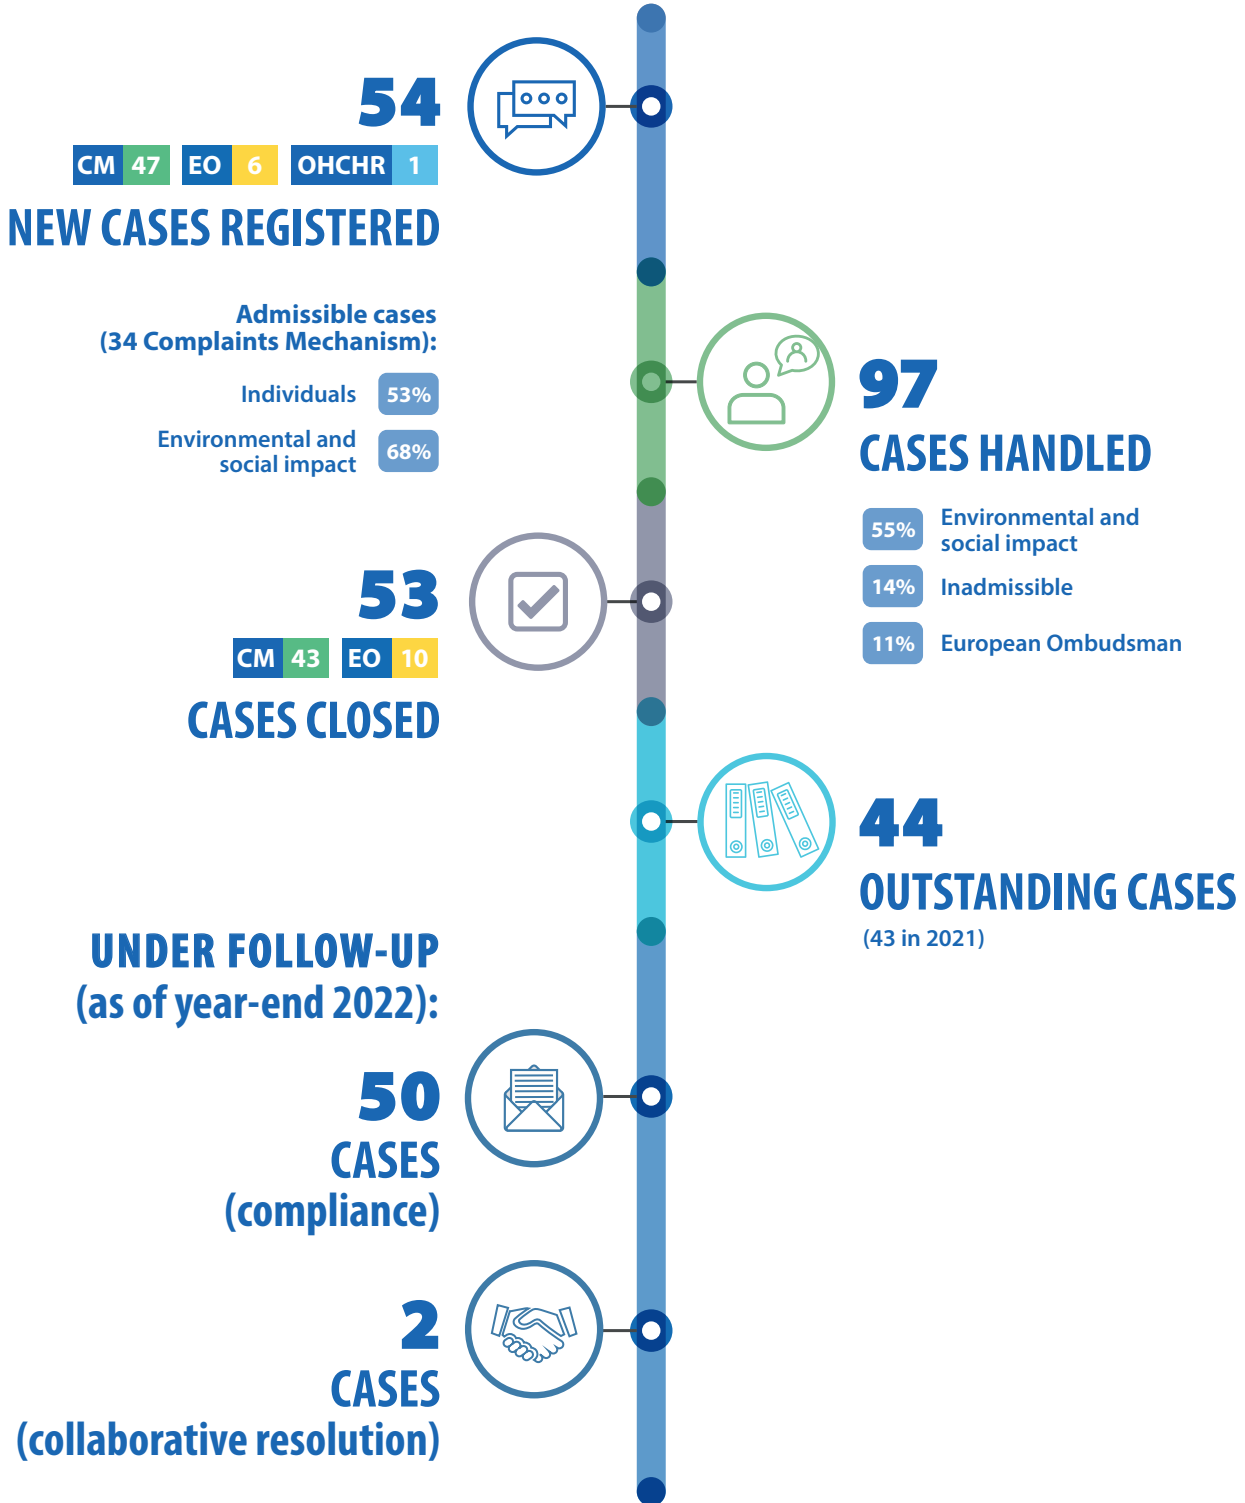 54
CM 47 EO 6 OHCHR 1
NEW CASES REGISTERED
Admissible cases
(34 Complaints Mechanism):
Individuals 53%
Environmental and
social impact 68%
97
CASES HANDLED
55% Environmental and
social impact
14% Inadmissible
11% European Ombudsman
53
CM 43 EO 10
CASES CLOSED
44
OUTSTANDING CASES
(43 in 2021)
UNDER FOLLOW-UP
(as of year-end 2022):
50
CASES
(compliance)
2
CASES
(collaborative resolution)